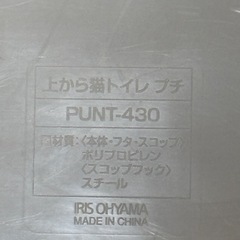 上から猫トイレ プチ
PUNT-430
□材質：〈本体・フタ・スコップ〉
ポリプロピレン
〈スコップフック〉
スチール
IRIS OHYAMA
MADE IN CHINA